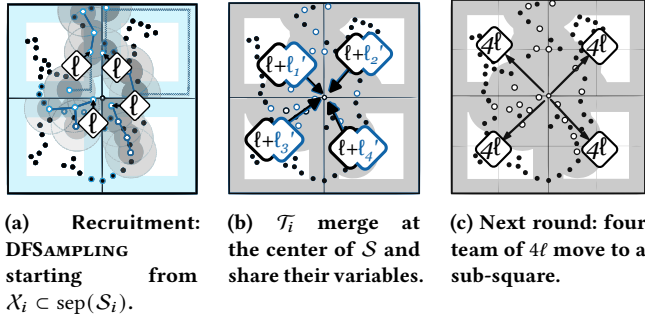 ℓ
ℓ
ℓ
ℓ
ℓ+ℓ₁'
ℓ+ℓ₂'
ℓ+ℓ₃'
ℓ+ℓ₄'
4ℓ
4ℓ
4ℓ
4ℓ
(a) Recruitment:
DFSAMPLING
starting from
𝒳ᵢ ⊂ sep(𝒮ᵢ).
(b) 𝒯ᵢ merge at
the center of 𝒮 and
share their variables.
(c) Next round: four
team of 4ℓ move to a
sub-square.